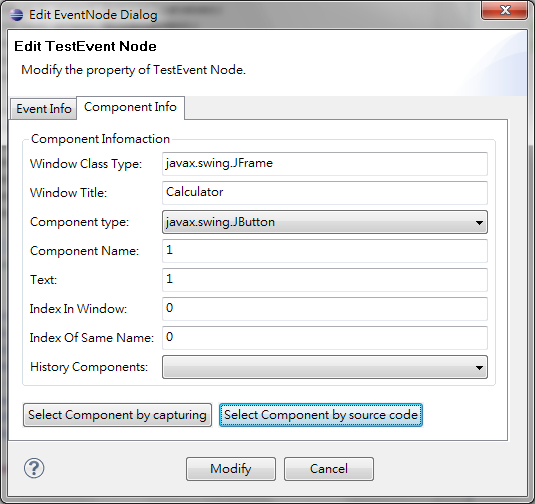 Edit EventNode Dialog
Edit TestEvent Node
Modify the property of TestEvent Node.
Event Info
Component Info
Component Infomaction
Window Class Type: javax.swing.JFrame
Window Title: Calculator
Component type: javax.swing.JButton
Component Name: 1
Text: 1
Index In Window: 0
Index Of Same Name: 0
History Components:
Select Component by capturing
Select Component by source code
?
Modify
Cancel